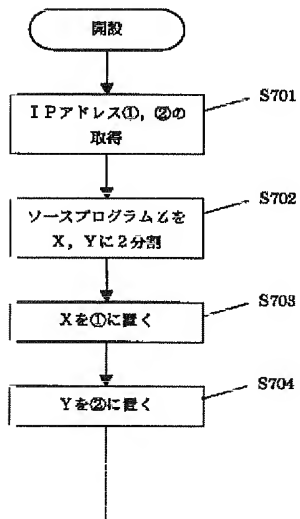 開設
IPアドレス①,②の
取得
S701
ソースプログラムZを
X,Yに2分割
S702
Xを①に置く
S703
Yを②に置く
S704